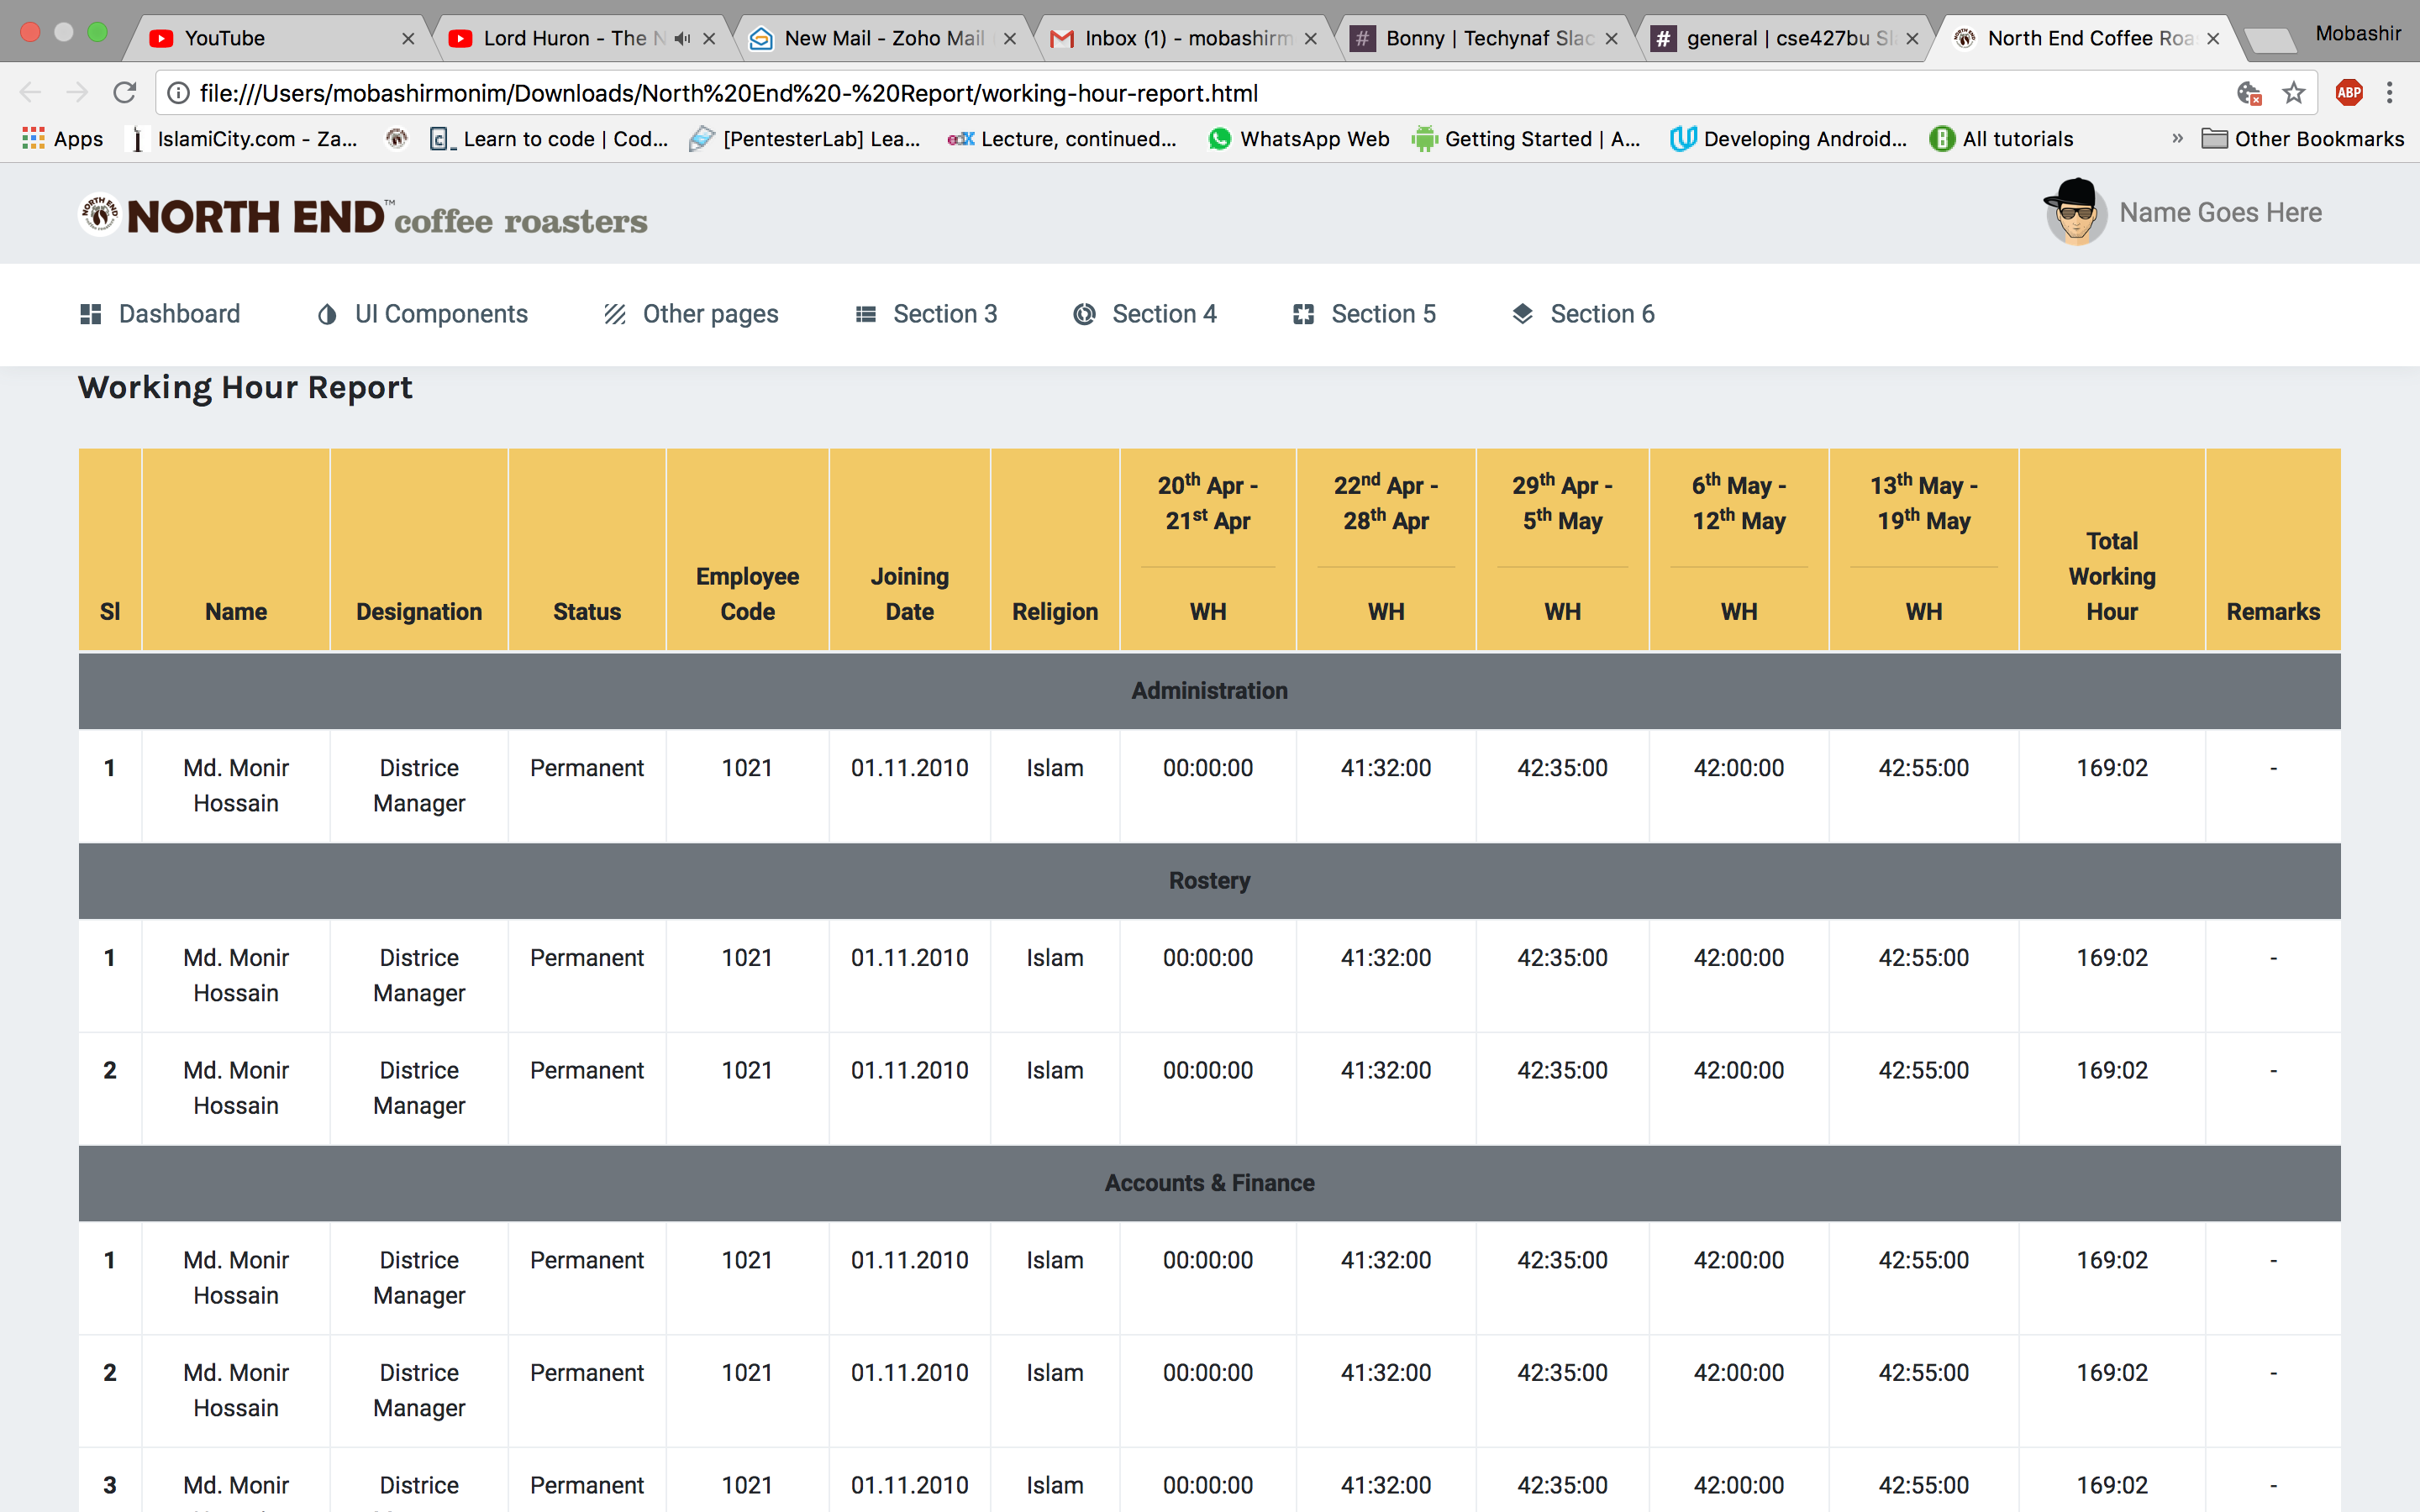 YouTube
Lord Huron - The N
New Mail - Zoho Mail
Inbox (1) - mobashirm
Bonny | Techynaf Slac
general | cse427bu Sl
North End Coffee Roa
Mobashir
file:///Users/mobashirmonim/Downloads/North%20End%20-%20Report/working-hour-report.html
ABP
Apps
IslamiCity.com - Za...
Learn to code | Cod...
[PentesterLab] Lea...
Lecture, continued...
WhatsApp Web
Getting Started | A...
Developing Android...
All tutorials
»
Other Bookmarks
NORTH END™ coffee roasters
Name Goes Here
Dashboard
UI Components
Other pages
Section 3
Section 4
Section 5
Section 6
Working Hour Report
Sl
Name
Designation
Status
Employee
Code
Joining
Date
Religion
20th Apr -
21st Apr
WH
22nd Apr -
28th Apr
WH
29th Apr -
5th May
WH
6th May -
12th May
WH
13th May -
19th May
WH
Total
Working
Hour
Remarks
Administration
1 Md. Monir Districe Permanent 1021 01.11.2010 Islam 00:00:00 41:32:00 42:35:00 42:00:00 42:55:00 169:02 -
Hossain Manager
Rostery
1 Md. Monir Districe Permanent 1021 01.11.2010 Islam 00:00:00 41:32:00 42:35:00 42:00:00 42:55:00 169:02 -
Hossain Manager
2 Md. Monir Districe Permanent 1021 01.11.2010 Islam 00:00:00 41:32:00 42:35:00 42:00:00 42:55:00 169:02 -
Hossain Manager
Accounts & Finance
1 Md. Monir Districe Permanent 1021 01.11.2010 Islam 00:00:00 41:32:00 42:35:00 42:00:00 42:55:00 169:02 -
Hossain Manager
2 Md. Monir Districe Permanent 1021 01.11.2010 Islam 00:00:00 41:32:00 42:35:00 42:00:00 42:55:00 169:02 -
Hossain Manager
3 Md. Monir Districe Permanent 1021 01.11.2010 Islam 00:00:00 41:32:00 42:35:00 42:00:00 42:55:00 169:02 -